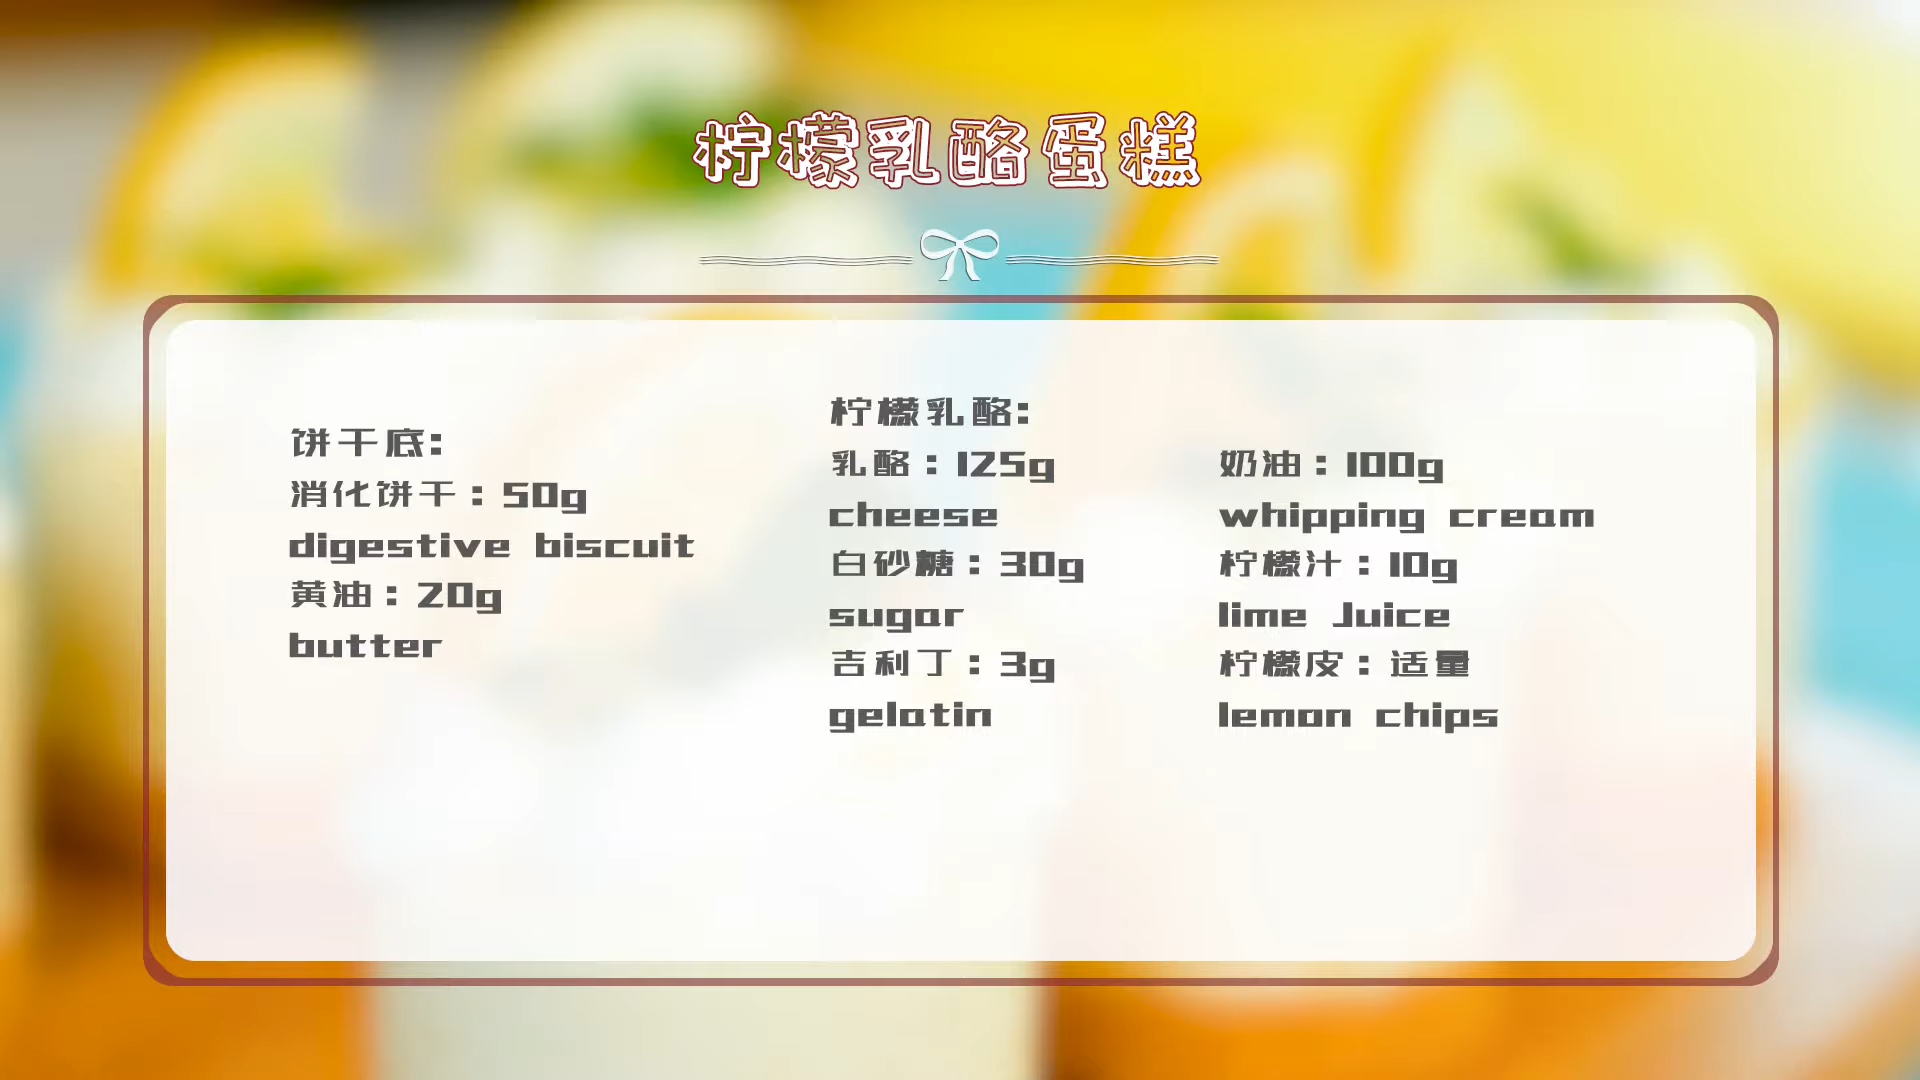 柠檬乳酪蛋糕
饼干底:
消化饼干：50g
digestive biscuit
黄油：20g
butter
柠檬乳酪:
乳酪：125g
cheese
白砂糖：30g
sugar
吉利丁：3g
gelatin
奶油：100g
whipping cream
柠檬汁：10g
lime Juice
柠檬皮：适量
lemon chips